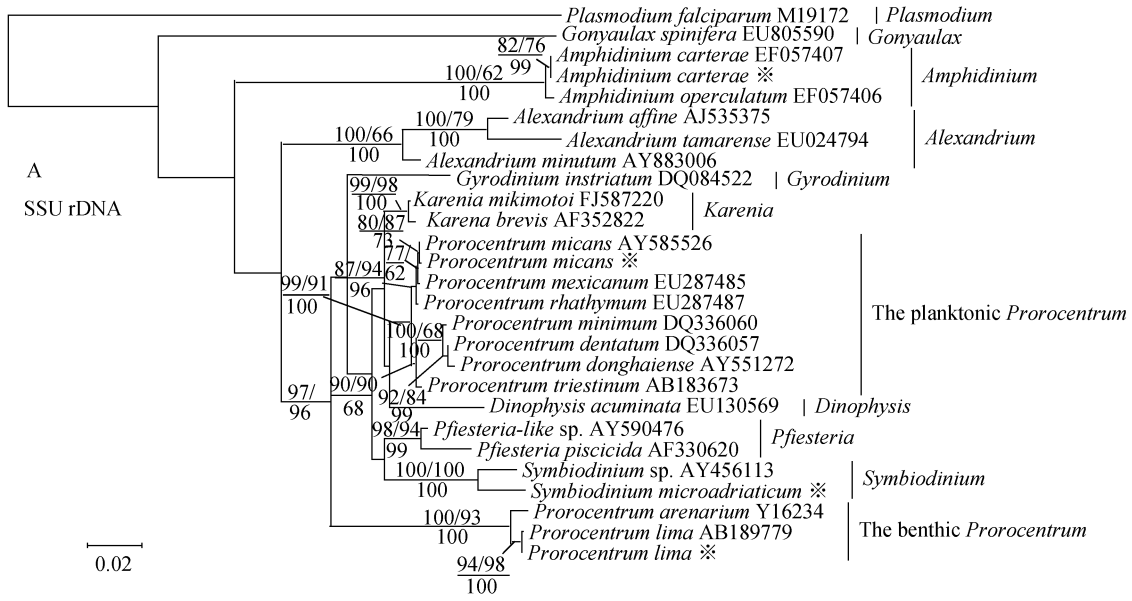 Plasmodium falciparum M19172 | Plasmodium
Gonyaulax spinifera EU805590 | Gonyaulax
82/76
99
Amphidinium carterae EF057407
Amphidinium carterae ※
Amphidinium operculatum EF057406
Amphidinium
100/62
100
Alexandrium affine AJ535375
Alexandrium tamarense EU024794
Alexandrium minutum AY883006
Alexandrium
100/79
100
100/66
100
A
SSU rDNA
Gyrodinium instriatum DQ084522 | Gyrodinium
99/98
100
Karenia mikimotoi FJ587220
Karena brevis AF352822
Karenia
80/87
73
Prorocentrum micans AY585526
Prorocentrum micans ※
77/
62
Prorocentrum mexicanum EU287485
Prorocentrum rhathymum EU287487
87/94
96
99/91
100
Prorocentrum minimum DQ336060
Prorocentrum dentatum DQ336057
Prorocentrum donghaiense AY551272
Prorocentrum triestinum AB183673
The planktonic Prorocentrum
100/68
100
90/90
68
92/84
99
97/
96
Dinophysis acuminata EU130569 | Dinophysis
98/94
99
Pfiesteria-like sp. AY590476
Pfiesteria piscicida AF330620
Pfiesteria
100/100
100
Symbiodinium sp. AY456113
Symbiodinium microadriaticum ※
Symbiodinium
100/93
100
Prorocentrum arenarium Y16234
Prorocentrum lima AB189779
Prorocentrum lima ※
The benthic Prorocentrum
94/98
100
0.02